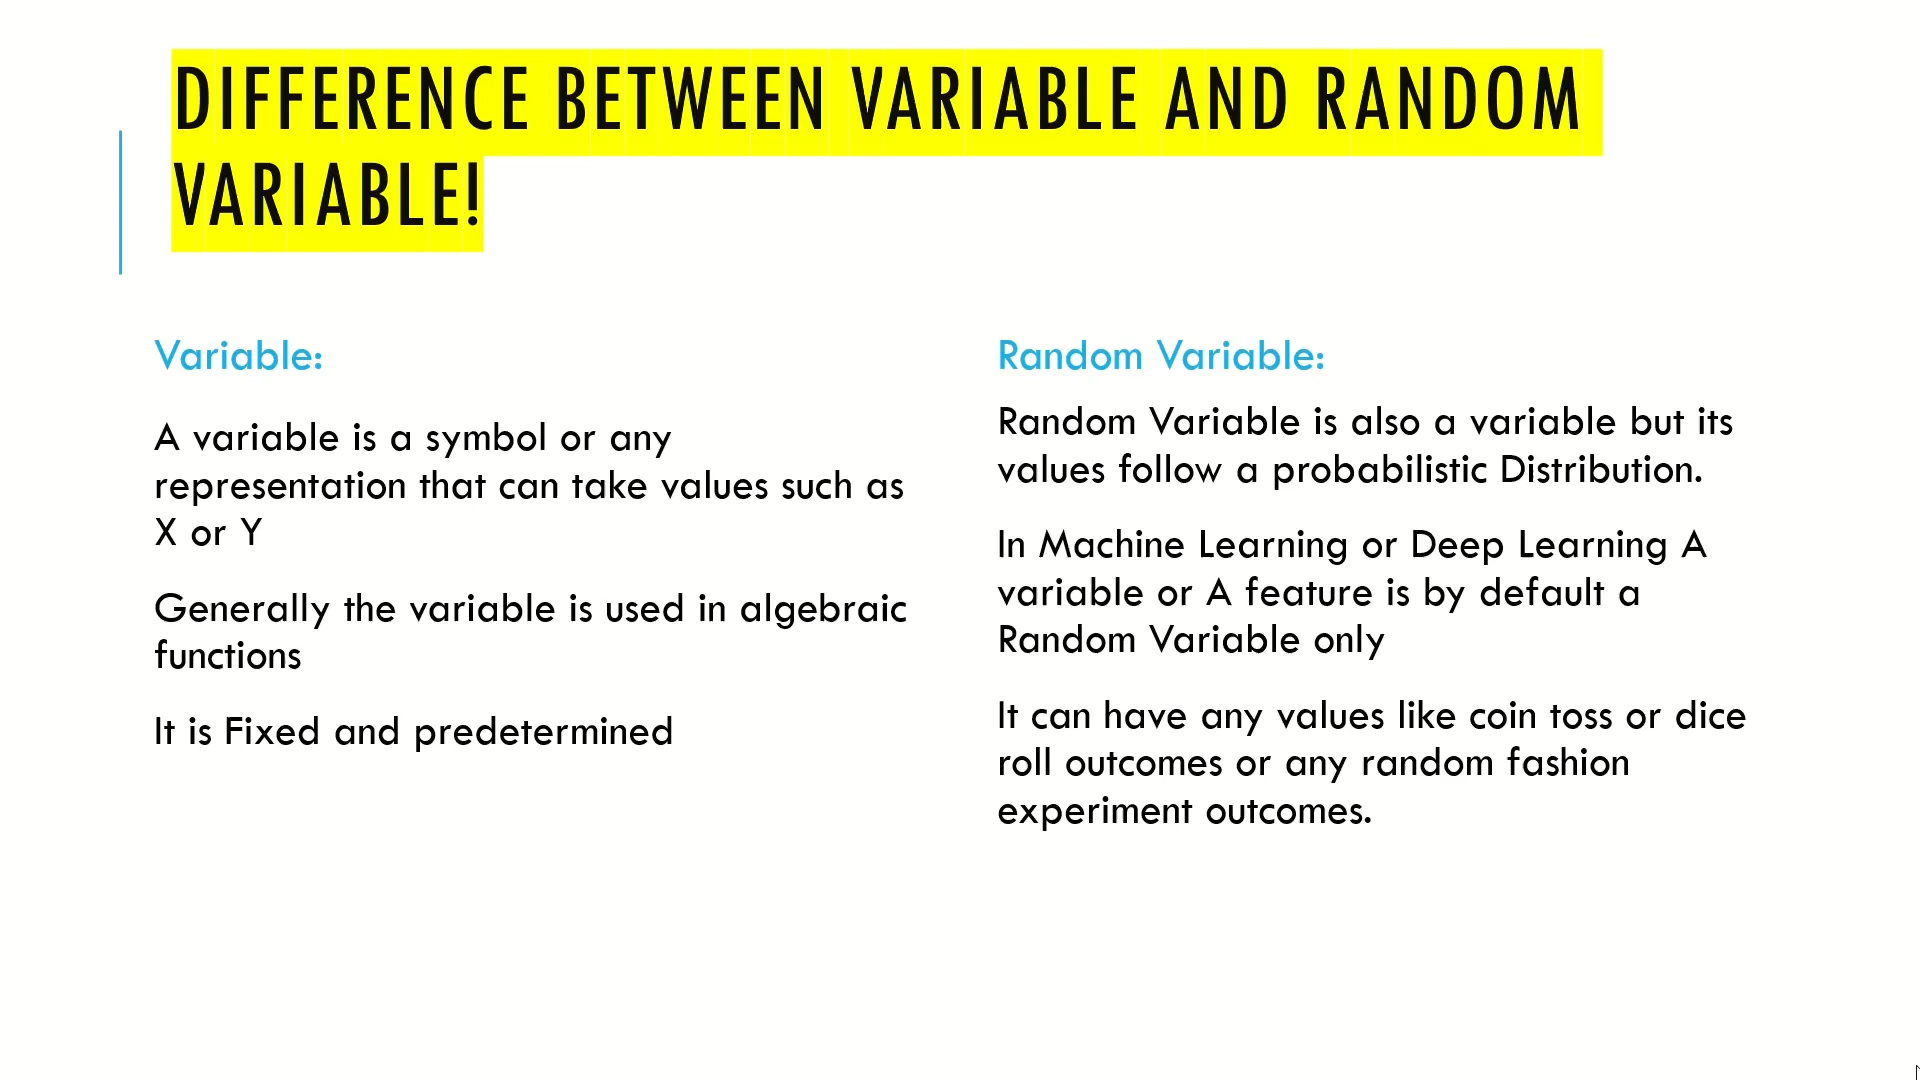 DIFFERENCE BETWEEN VARIABLE AND RANDOM
VARIABLE!
Variable:
A variable is a symbol or any
representation that can take values such as
X or Y
Generally the variable is used in algebraic
functions
It is Fixed and predetermined
Random Variable:
Random Variable is also a variable but its
values follow a probabilistic Distribution.
In Machine Learning or Deep Learning A
variable or A feature is by default a
Random Variable only
It can have any values like coin toss or dice
roll outcomes or any random fashion
experiment outcomes.